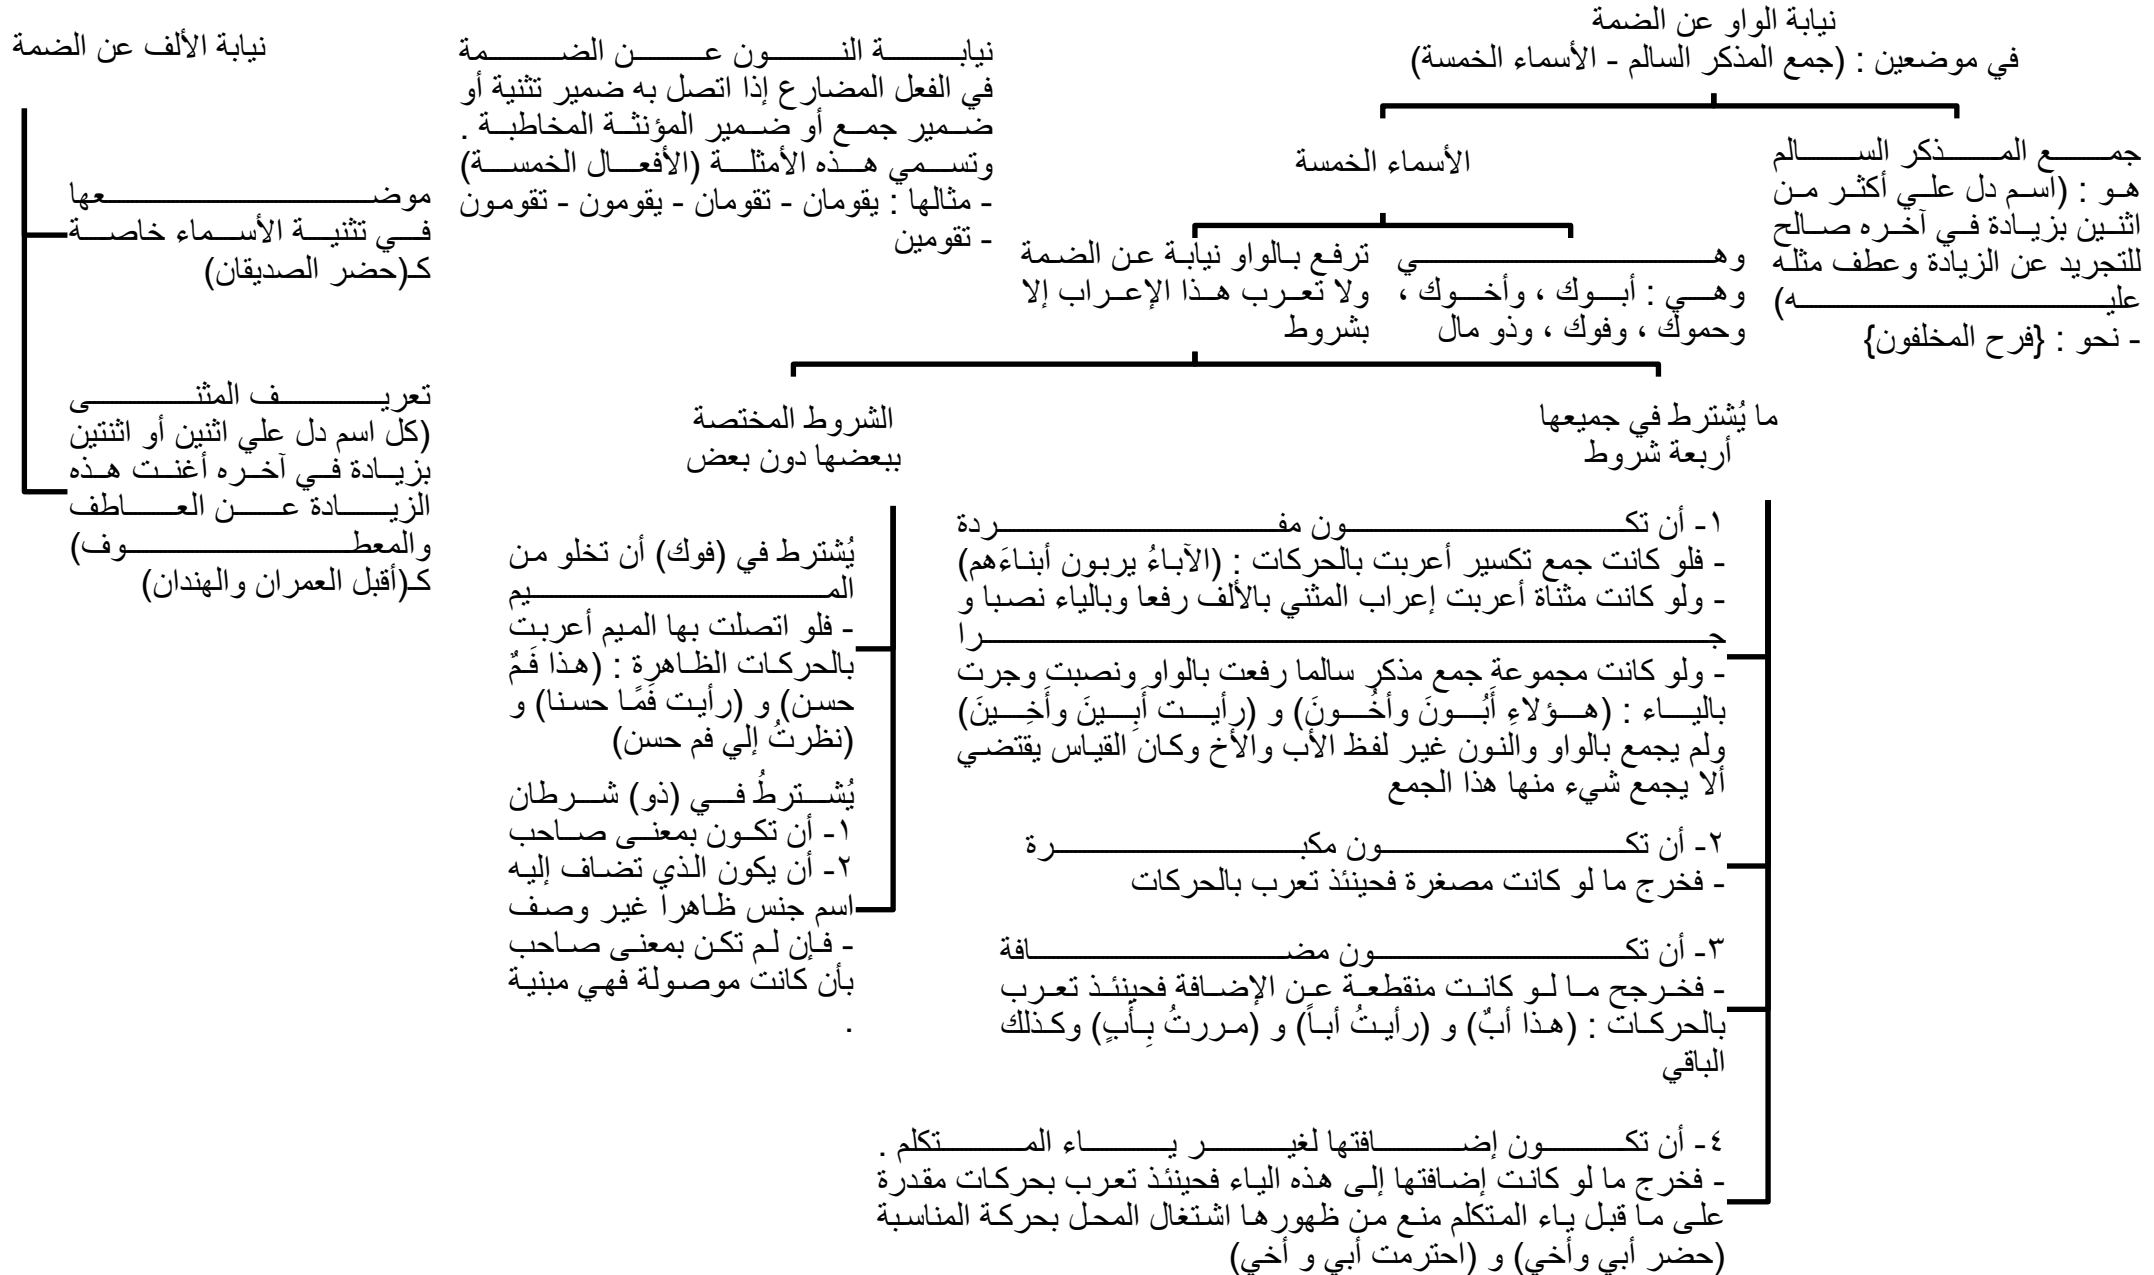 نيابة الواو عن الضمة
في موضعين : (جمع المذكر السالم - الأسماء الخمسة)
جمع المذكر السالم
هو : (اسم دل علي أكثر من
اثنين بزيادة في آخره صالح
للتجريد عن الزيادة وعطف مثله
عليه)
- نحو : {فرح المخلفون}
الأسماء الخمسة
وهي
وهي : أبوك ، وأخوك ،
وحموك ، وفوك ، وذو مال
ترفع بالواو نيابة عن الضمة
ولا تعرب هذا الإعراب إلا
بشروط
ما يُشترط في جميعها
أربعة شروط
١- أن تكون مفردة
- فلو كانت جمع تكسير أعربت بالحركات : (الآباءُ يربون أبناءَهم)
- ولو كانت مثناة أعربت إعراب المثني بالألف رفعا وبالياء نصبا و
جرا
- ولو كانت مجموعة جمع مذكر سالما رفعت بالواو ونصبت وجرت
بالياء : (هؤلاءِ أَبُونَ وأَخُونَ) و (رأيت أَبِينَ وأَخِينَ)
ولم يجمع بالواو والنون غير لفظ الأب والأخ وكان القياس يقتضي
ألا يجمع شيء منها هذا الجمع
٢- أن تكون مكبرة
- فخرج ما لو كانت مصغرة فحينئذ تعرب بالحركات
٣- أن تكون مضافة
- فخرجح ما لو كانت منقطعة عن الإضافة فحينئذ تعرب
بالحركات : (هذا أبٌ) و (رأيتُ أباً) و (مررتُ بِأَبٍ) وكذلك
الباقي
٤- أن تكون إضافتها لغير ياء المتكلم .
- فخرج ما لو كانت إضافتها إلى هذه الياء فحينئذ تعرب بحركات مقدرة
على ما قبل ياء المتكلم منع من ظهورها اشتغال المحل بحركة المناسبة
(حضر أبي وأخي) و (احترمت أبي و أخي)
الشروط المختصة
ببعضها دون بعض
يُشترط في (فوك) أن تخلو من
الميم
- فلو اتصلت بها الميم أعربت
بالحركات الظاهرة : (هذا فَمٌ
حسن) و (رأيت فَمًا حسنا) و
(نظرتُ إلي فم حسن)
يُشترطُ في (ذو) شرطان
١- أن تكون بمعنى صاحب
٢- أن يكون الذي تضاف إليه
اسم جنس ظاهرا غير وصف
- فإن لم تكن بمعنى صاحب
بأن كانت موصولة فهي مبنية
.
نيابة النون عن الضمة
في الفعل المضارع إذا اتصل به ضمير تثنية أو
ضمير جمع أو ضمير المؤنثة المخاطبة .
وتسمي هذه الأمثلة (الأفعال الخمسة)
- مثالها : يقومان - تقومان - يقومون - تقومون
- تقومين
نيابة الألف عن الضمة
موضعها
في تثنية الأسماء خاصة
كـ(حضر الصديقان)
تعريف المثنى
(كل اسم دل علي اثنين أو اثنتين
بزيادة في آخره أغنت هذه
الزيادة عن العاطف
والمعطوف)
كـ(أقبل العمران والهندان)